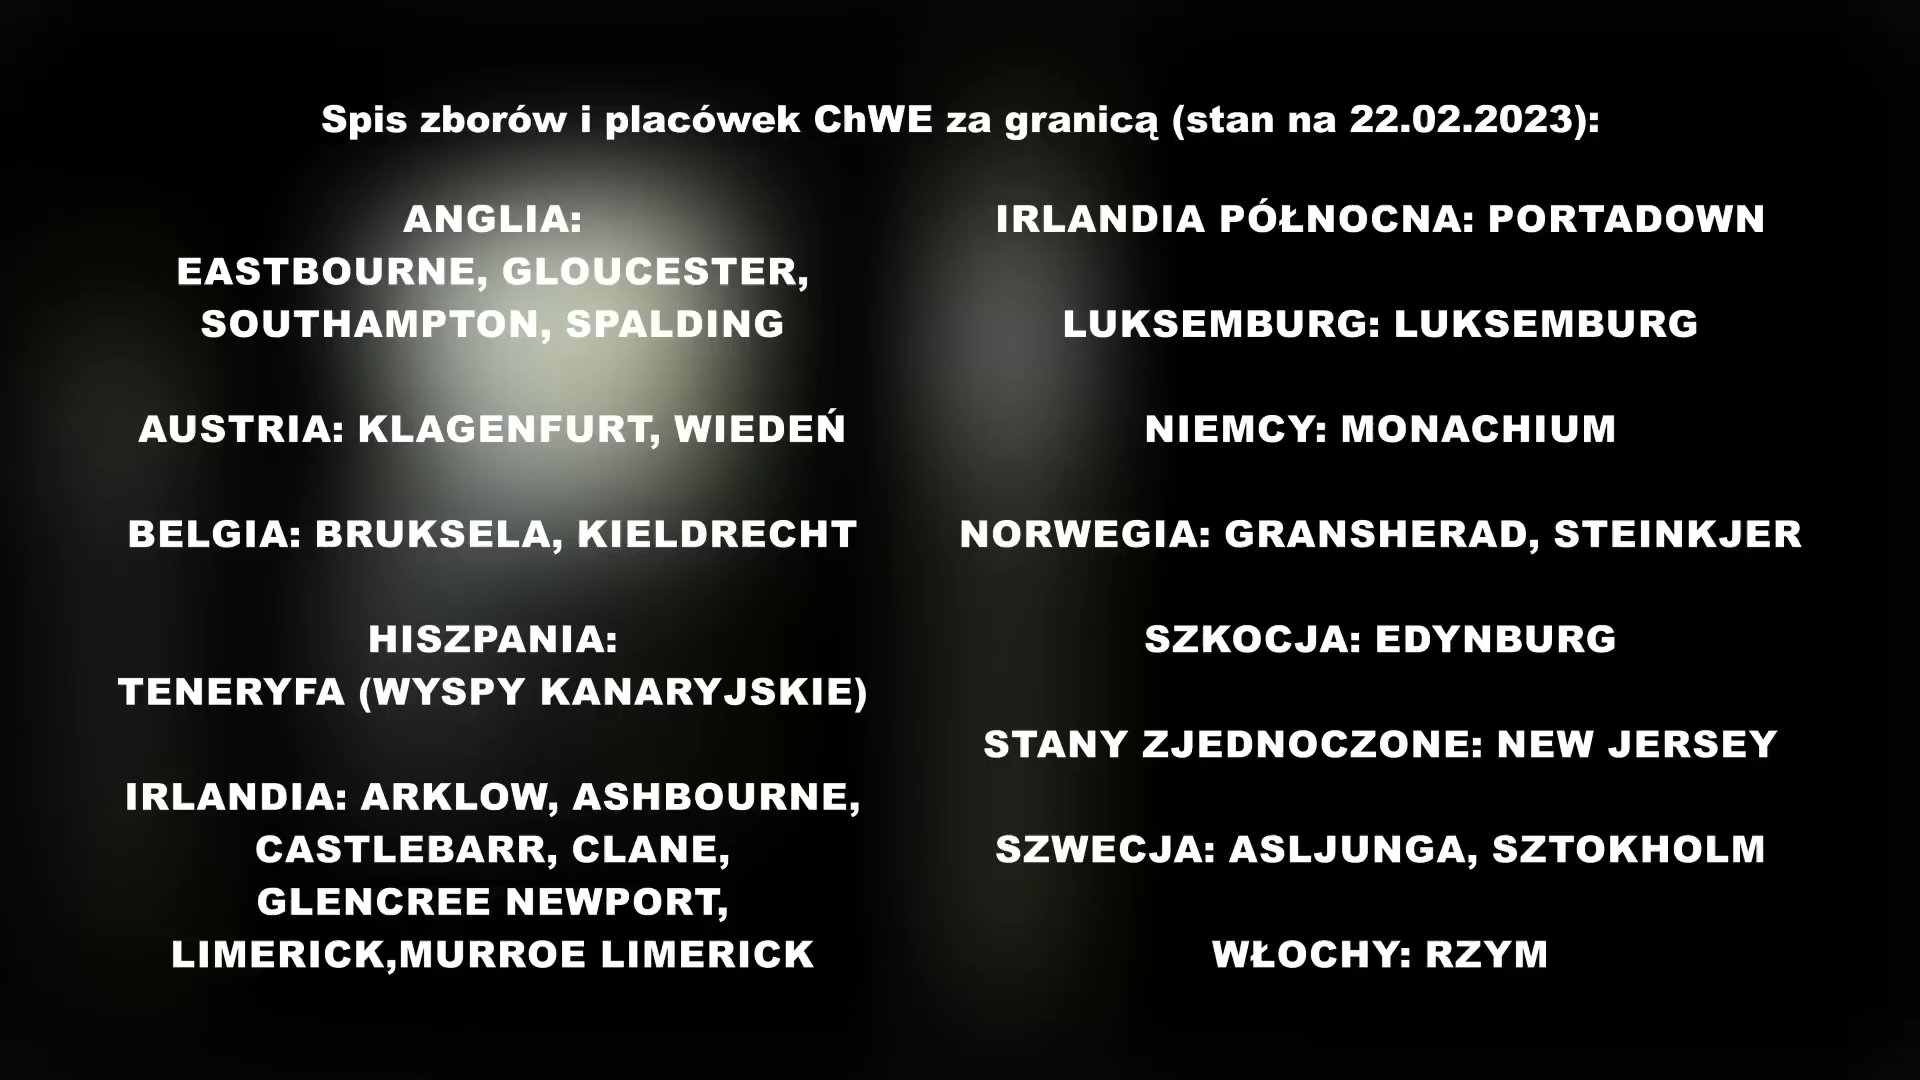 Spis zborów i placówek ChWE za granicą (stan na 22.02.2023):
ANGLIA:
EASTBOURNE, GLOUCESTER,
SOUTHAMPTON, SPALDING
AUSTRIA: KLAGENFURT, WIEDEŃ
BELGIA: BRUKSELA, KIELDRECHT
HISZPANIA:
TENERYFA (WYSPY KANARYJSKIE)
IRLANDIA: ARKLOW, ASHBOURNE,
CASTLEBARR, CLANE,
GLENCREE NEWPORT,
LIMERICK,MURROE LIMERICK
IRLANDIA PÓŁNOCNA: PORTADOWN
LUKSEMBURG: LUKSEMBURG
NIEMCY: MONACHIUM
NORWEGIA: GRANSHERAD, STEINKJER
SZKOCJA: EDYNBURG
STANY ZJEDNOCZONE: NEW JERSEY
SZWECJA: ASLJUNGA, SZTOKHOLM
WŁOCHY: RZYM